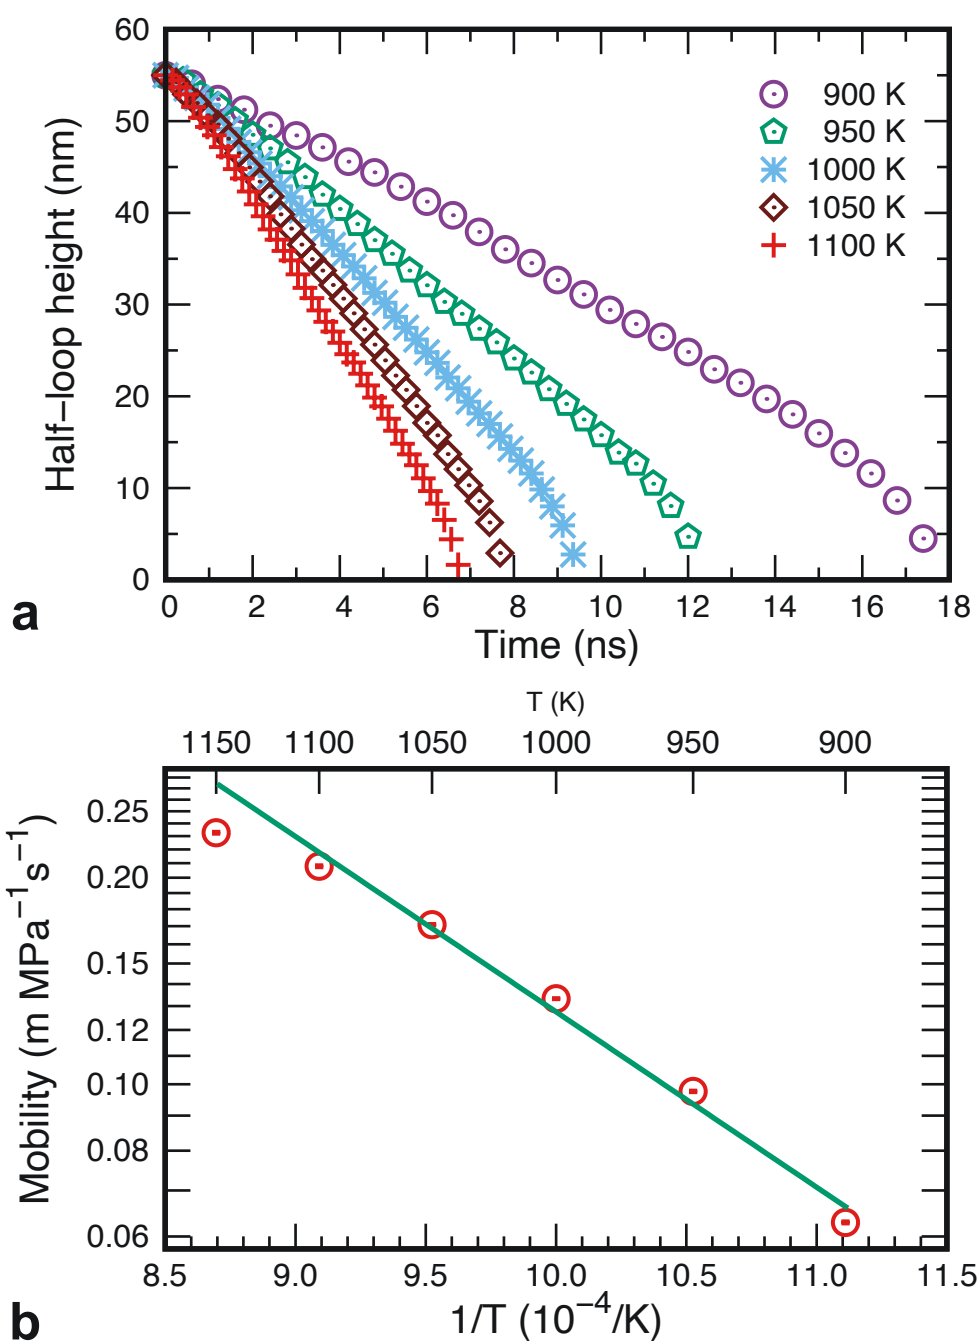 60
50
40
30
20
10
0
Half-loop height (nm)
900 K
950 K
1000 K
1050 K
1100 K
0 2 4 6 8 10 12 14 16 18
Time (ns)
a
T (K)
1150 1100 1050 1000 950 900
0.25
0.20
0.15
0.12
0.10
0.08
0.06
Mobility (m MPa⁻¹s⁻¹)
8.5 9.0 9.5 10.0 10.5 11.0 11.5
1/T (10⁻⁴/K)
b